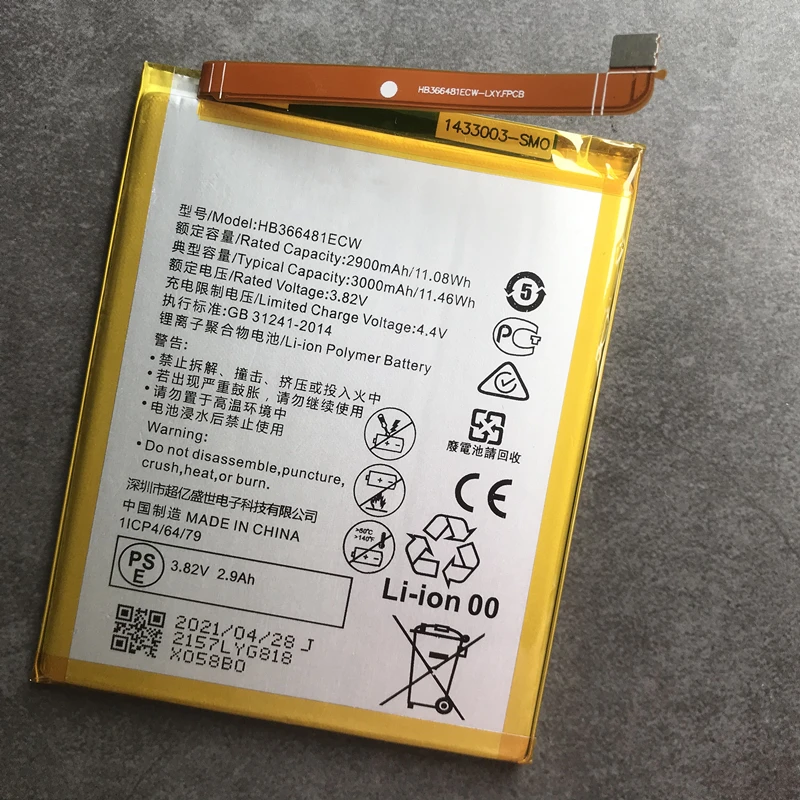 HB366481ECW-LXY.FPCB
1433003-SMO
型号/Model:HB366481ECW
额定容量/Rated Capacity:2900mAh/11.08Wh
典型容量/Typical Capacity:3000mAh/11.46Wh
额定电压/Rated Voltage:3.82V
充电限制电压/Limited Charge Voltage:4.4V
执行标准:GB 31241-2014
锂离子聚合物电池/Li-ion Polymer Battery
警告:
•禁止拆解、撞击、挤压或投入火中
•若出现严重鼓胀，请勿继续使用
•请勿置于高温环境中
•电池浸水后禁止使用
Warning:
•Do not disassemble,puncture,
crush,heat,or burn.
深圳市超亿盛世电子科技有限公司
中国制造 MADE IN CHINA
1ICP4/64/79
PS
E
3.82V 2.9Ah
2021/04/28 J
2157LYG818
X058B0
5
PCT
廢電池請回收
CE
>60°C
>140°F
Li-ion 00